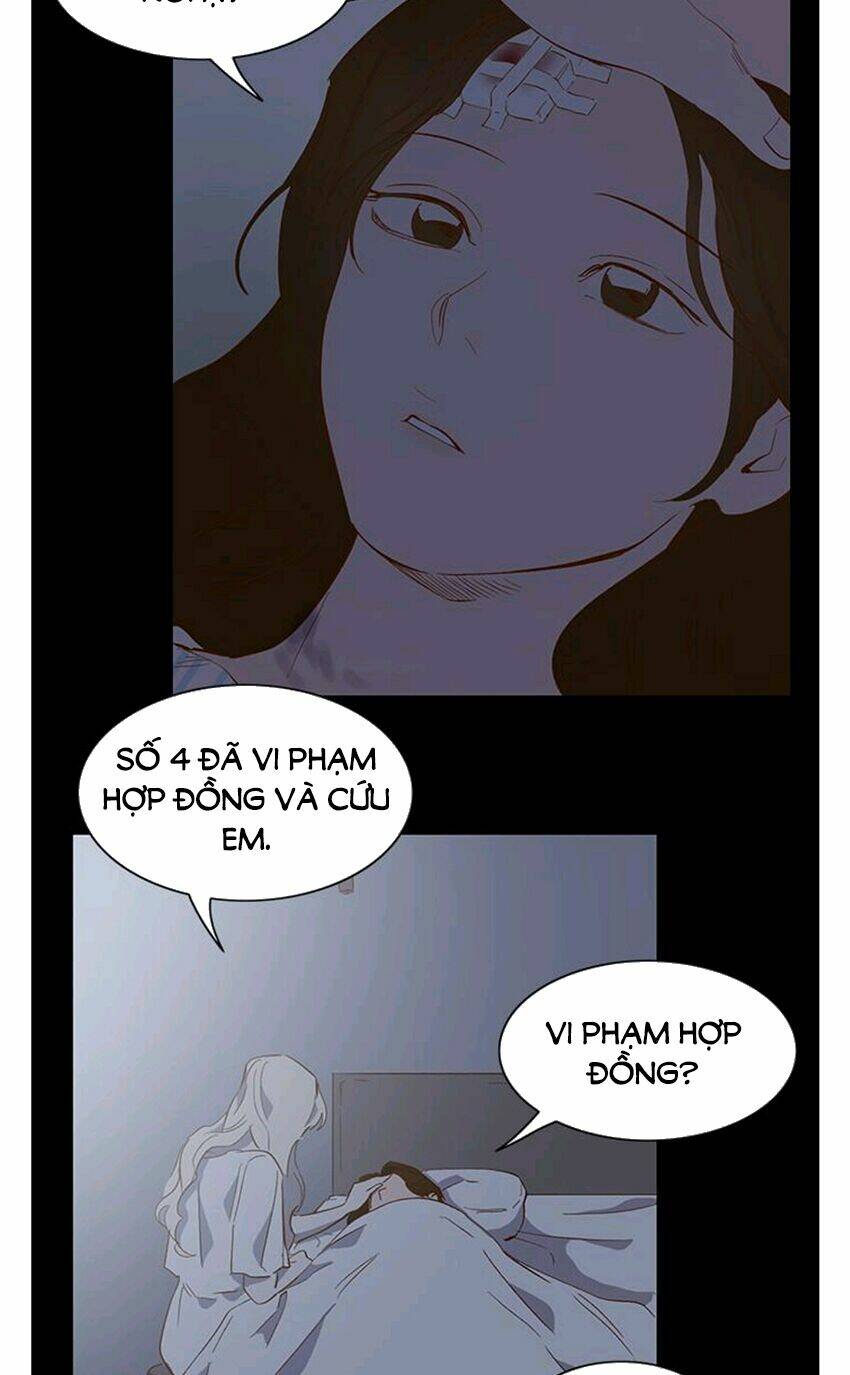 SỐ 4 ĐÃ VI PHẠM
HỢP ĐỒNG VÀ CỨU
EM.
VI PHẠM HỢP
ĐỒNG?